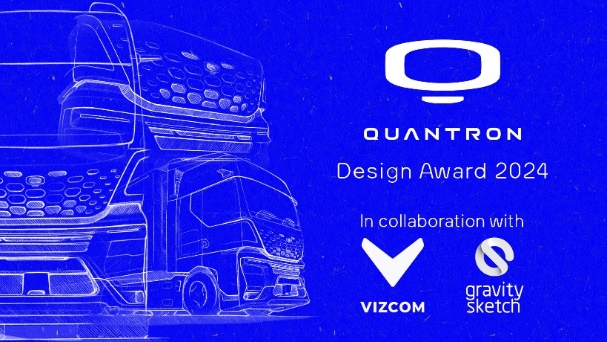 QUANTRON
Design Award 2024
In collaboration with
VIZCOM
gravity
sketch